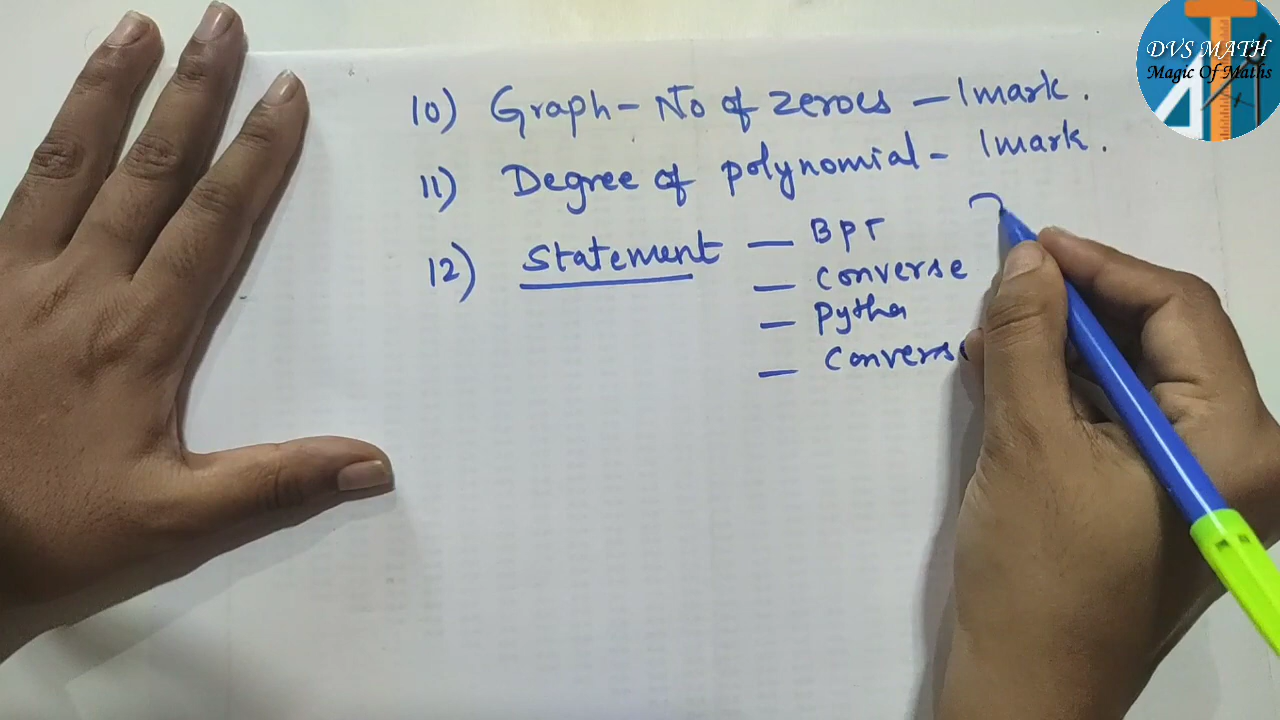 DVS MATH
Magic Of Maths
10) Graph - No of zeroes - 1mark.
11) Degree of polynomial - 1mark.
12) Statement - BPT
- Converse
- Pytha
- Converse